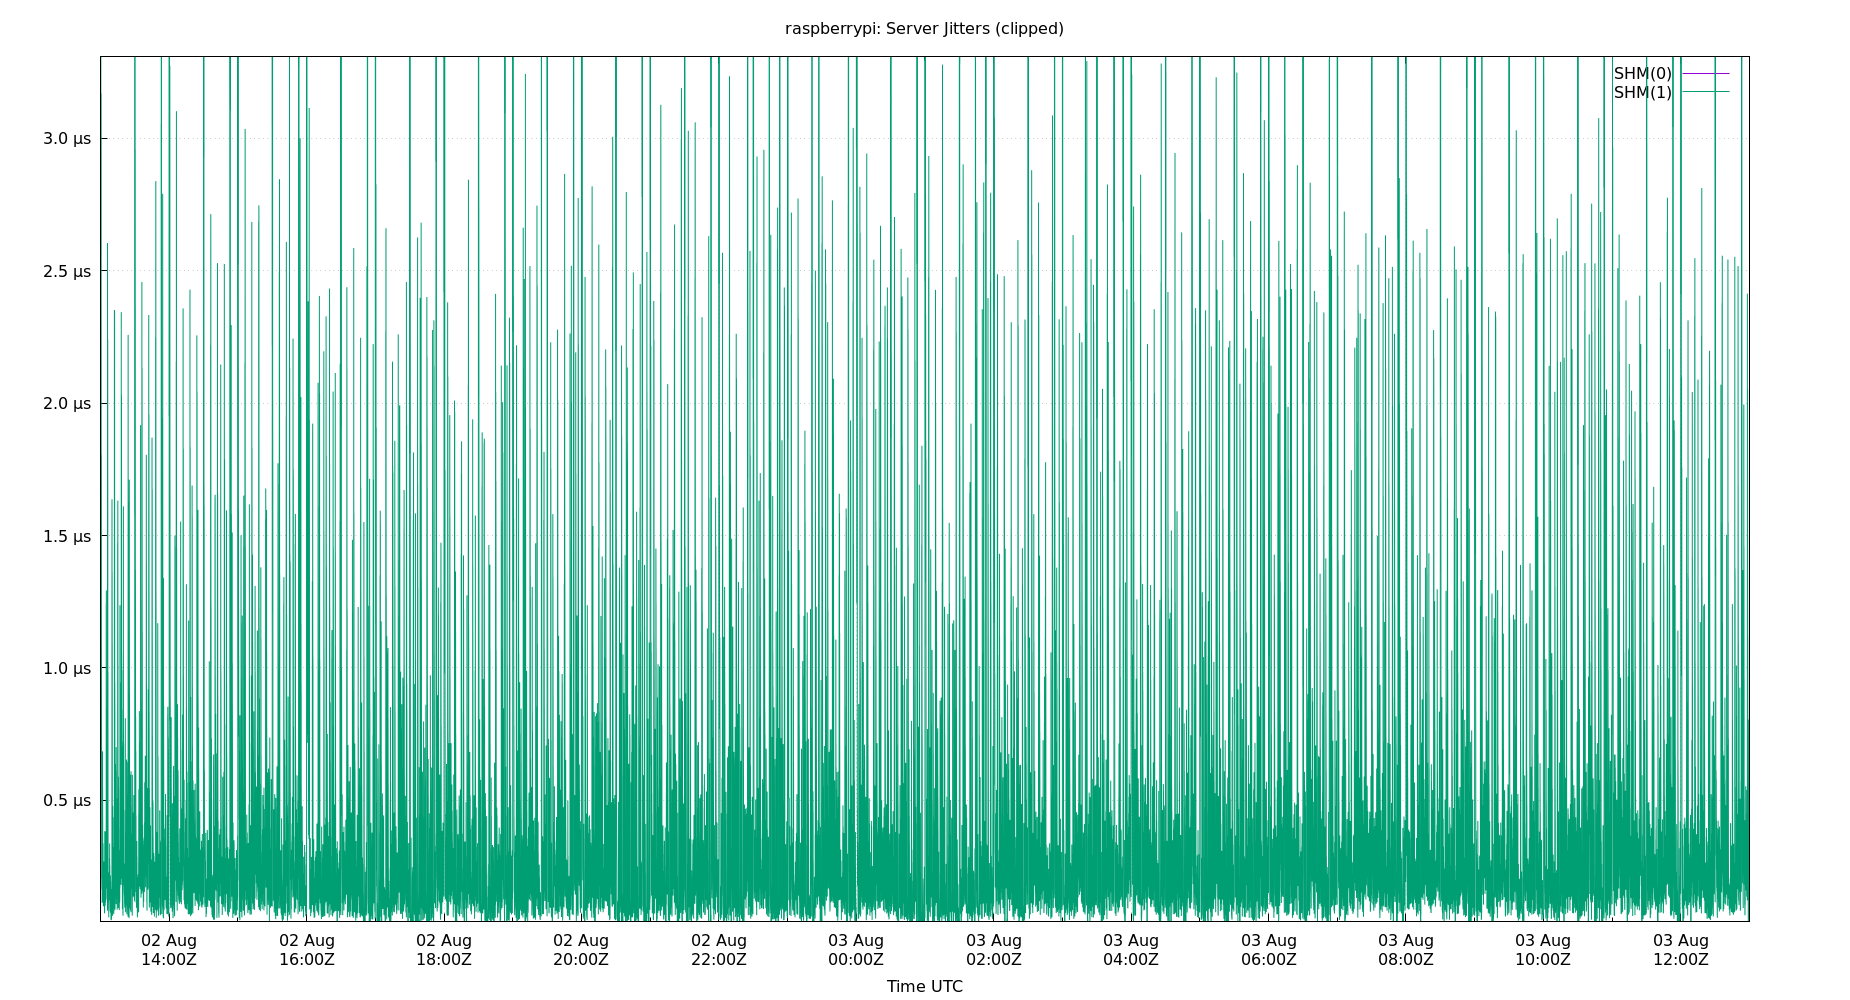 raspberrypi: Server Jitters (clipped)
SHM(0)
SHM(1)
3.0 µs
2.5 µs
2.0 µs
1.5 µs
1.0 µs
0.5 µs
02 Aug 02 Aug 02 Aug 02 Aug 02 Aug 03 Aug 03 Aug 03 Aug 03 Aug 03 Aug 03 Aug 03 Aug
14:00Z 16:00Z 18:00Z 20:00Z 22:00Z 00:00Z 02:00Z 04:00Z 06:00Z 08:00Z 10:00Z 12:00Z
Time UTC